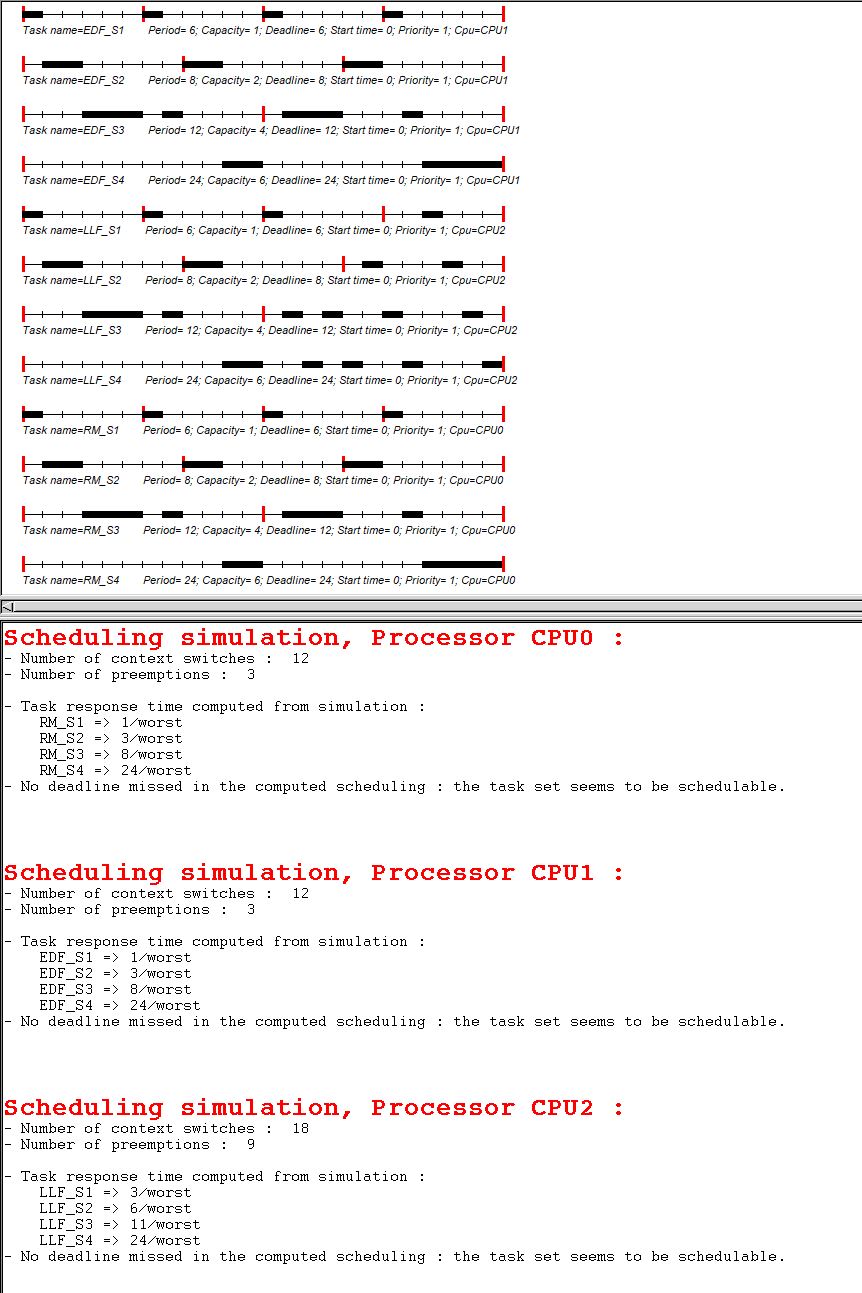 Task name=EDF_S1 Period= 6; Capacity= 1; Deadline= 6; Start time= 0; Priority= 1; Cpu=CPU1
Task name=EDF_S2 Period= 8; Capacity= 2; Deadline= 8; Start time= 0; Priority= 1; Cpu=CPU1
Task name=EDF_S3 Period= 12; Capacity= 4; Deadline= 12; Start time= 0; Priority= 1; Cpu=CPU1
Task name=EDF_S4 Period= 24; Capacity= 6; Deadline= 24; Start time= 0; Priority= 1; Cpu=CPU1
Task name=LLF_S1 Period= 6; Capacity= 1; Deadline= 6; Start time= 0; Priority= 1; Cpu=CPU2
Task name=LLF_S2 Period= 8; Capacity= 2; Deadline= 8; Start time= 0; Priority= 1; Cpu=CPU2
Task name=LLF_S3 Period= 12; Capacity= 4; Deadline= 12; Start time= 0; Priority= 1; Cpu=CPU2
Task name=LLF_S4 Period= 24; Capacity= 6; Deadline= 24; Start time= 0; Priority= 1; Cpu=CPU2
Task name=RM_S1 Period= 6; Capacity= 1; Deadline= 6; Start time= 0; Priority= 1; Cpu=CPU0
Task name=RM_S2 Period= 8; Capacity= 2; Deadline= 8; Start time= 0; Priority= 1; Cpu=CPU0
Task name=RM_S3 Period= 12; Capacity= 4; Deadline= 12; Start time= 0; Priority= 1; Cpu=CPU0
Task name=RM_S4 Period= 24; Capacity= 6; Deadline= 24; Start time= 0; Priority= 1; Cpu=CPU0
Scheduling simulation, Processor CPU0 :
- Number of context switches : 12
- Number of preemptions : 3
- Task response time computed from simulation :
RM_S1 => 1/worst
RM_S2 => 3/worst
RM_S3 => 8/worst
RM_S4 => 24/worst
- No deadline missed in the computed scheduling : the task set seems to be schedulable.
Scheduling simulation, Processor CPU1 :
- Number of context switches : 12
- Number of preemptions : 3
- Task response time computed from simulation :
EDF_S1 => 1/worst
EDF_S2 => 3/worst
EDF_S3 => 8/worst
EDF_S4 => 24/worst
- No deadline missed in the computed scheduling : the task set seems to be schedulable.
Scheduling simulation, Processor CPU2 :
- Number of context switches : 18
- Number of preemptions : 9
- Task response time computed from simulation :
LLF_S1 => 3/worst
LLF_S2 => 6/worst
LLF_S3 => 11/worst
LLF_S4 => 24/worst
- No deadline missed in the computed scheduling : the task set seems to be schedulable.